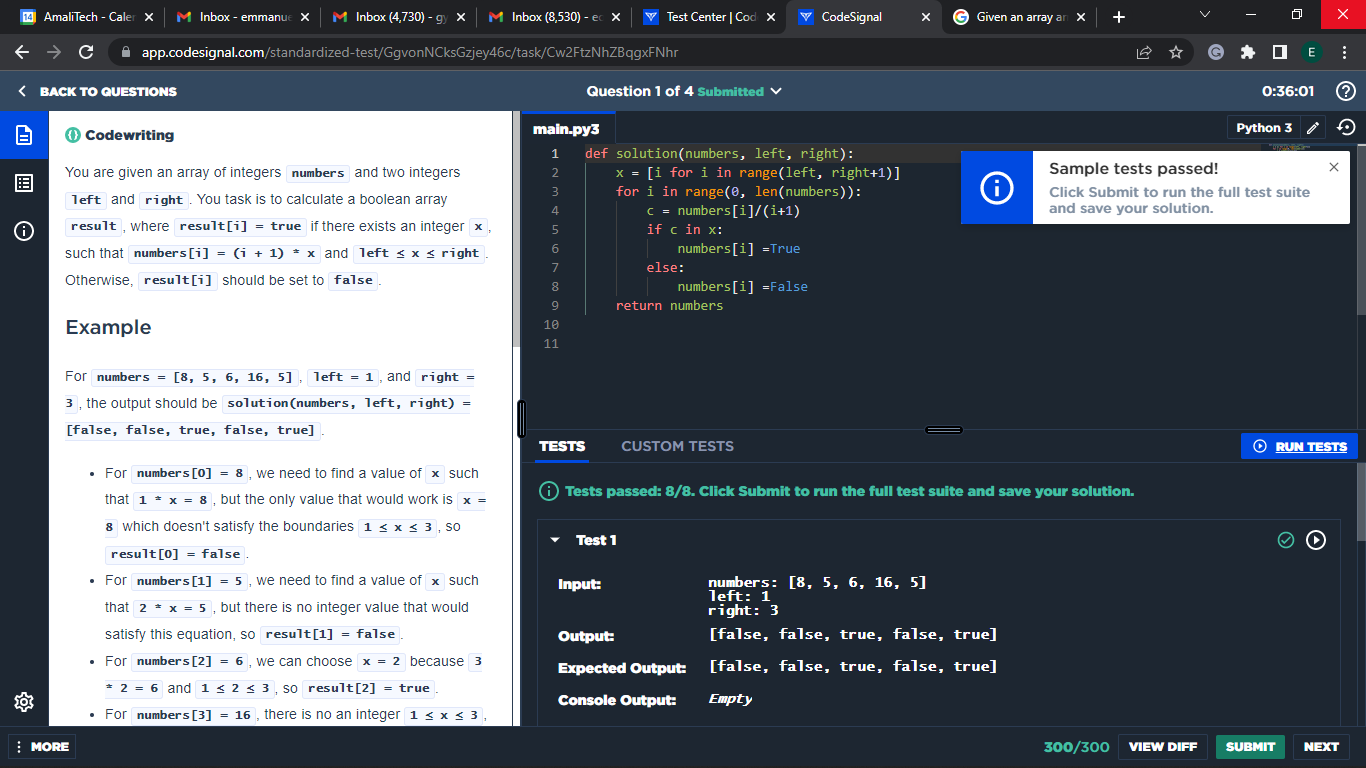 14 AmaliTech - Caler
Inbox - emmanue
Inbox (4,730) - gy
Inbox (8,530) - ec
Test Center | Cod
CodeSignal
Given an array an
app.codesignal.com/standardized-test/GgvonNCksGzjey46c/task/Cw2FtzNhZBqgxFNhr
E
BACK TO QUESTIONS
Question 1 of 4 Submitted
0:36:01
Codewriting
You are given an array of integers numbers and two integers
left and right . You task is to calculate a boolean array
result , where result[i] = true if there exists an integer x ,
such that numbers[i] = (i + 1) * x and left ≤ x ≤ right .
Otherwise, result[i] should be set to false .
Example
For numbers = [8, 5, 6, 16, 5] , left = 1 , and right =
3 , the output should be solution(numbers, left, right) =
[false, false, true, false, true] .
• For numbers[0] = 8 , we need to find a value of x such
that 1 * x = 8 , but the only value that would work is x =
8 which doesn't satisfy the boundaries 1 ≤ x ≤ 3 , so
result[0] = false .
• For numbers[1] = 5 , we need to find a value of x such
that 2 * x = 5 , but there is no integer value that would
satisfy this equation, so result[1] = false .
• For numbers[2] = 6 , we can choose x = 2 because 3
* 2 = 6 and 1 ≤ 2 ≤ 3 , so result[2] = true .
• For numbers[3] = 16 , there is no an integer 1 ≤ x ≤ 3 ,
MORE
main.py3
Python 3
1 def solution(numbers, left, right):
2 x = [i for i in range(left, right+1)]
3 for i in range(0, len(numbers)):
4 c = numbers[i]/(i+1)
5 if c in x:
6 numbers[i] =True
7 else:
8 numbers[i] =False
9 return numbers
10
11
Sample tests passed!
Click Submit to run the full test suite
and save your solution.
TESTS
CUSTOM TESTS
RUN TESTS
Tests passed: 8/8. Click Submit to run the full test suite and save your solution.
Test 1
Input:
numbers: [8, 5, 6, 16, 5]
left: 1
right: 3
Output:
[false, false, true, false, true]
Expected Output:
[false, false, true, false, true]
Console Output:
Empty
300/300
VIEW DIFF
SUBMIT
NEXT